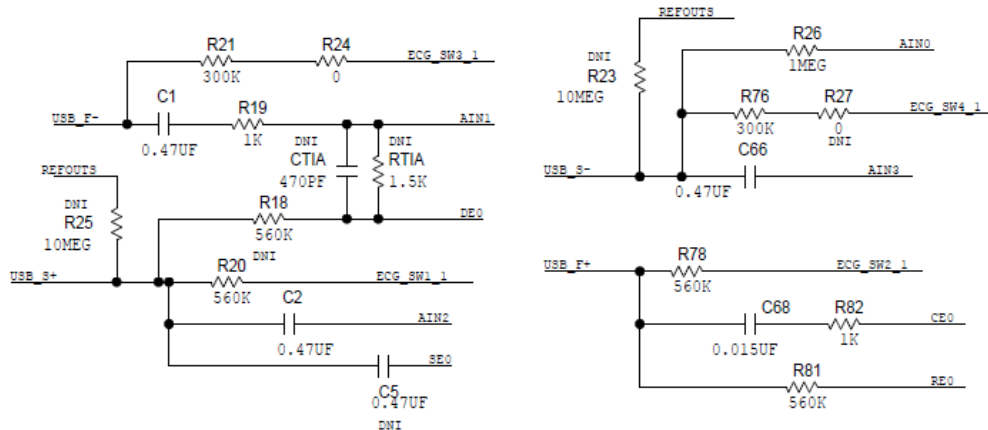 R21
300K
R24
0
ECG_SW3_1
USB_F-
C1
0.47UF
R19
1K
AIN1
DNI
CTIA
470PF
DNI
RTIA
1.5K
REFOUTS
DNI
R25
10MEG
R18
560K
DNI
DE0
USB_S+
R20
560K
ECG_SW1_1
C2
0.47UF
AIN2
SE0
C5
0.47UF
DNI
REFOUTS
DNI
R23
10MEG
R26
1MEG
AIN0
R76
300K
R27
0
DNI
ECG_SW4_1
USB_S-
C66
0.47UF
AIN3
USB_F+
R78
560K
ECG_SW2_1
C68
0.015UF
R82
1K
CE0
R81
560K
RE0